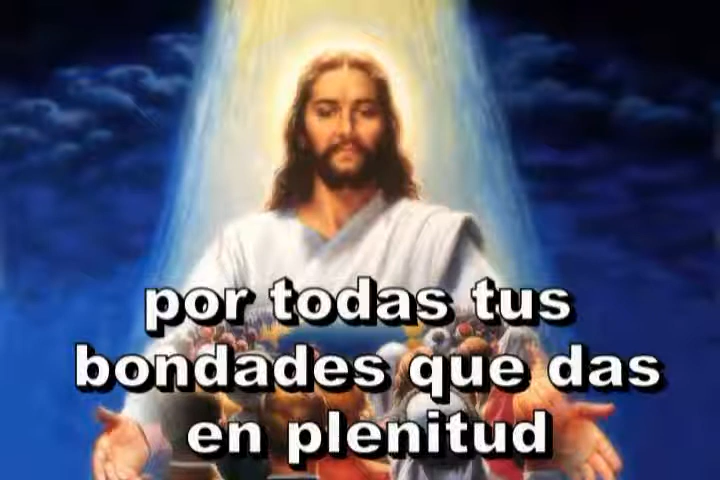 por todas tus
bondades que das
en plenitud